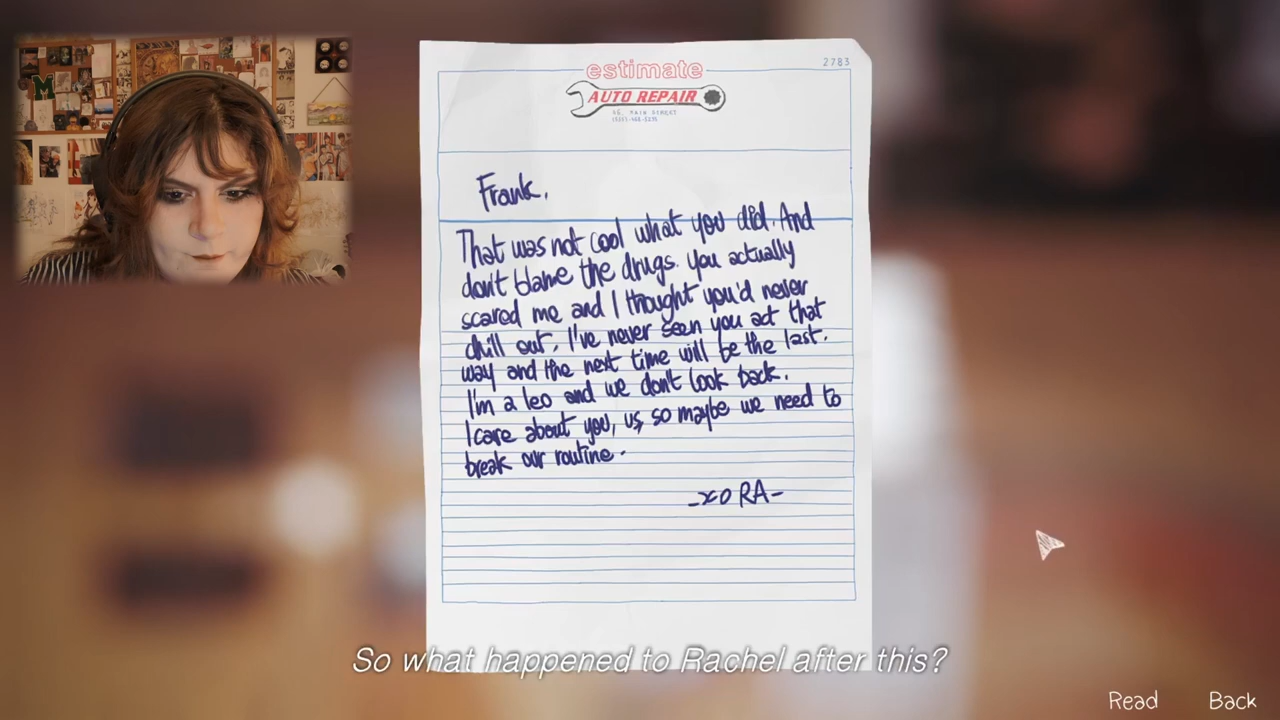 estimate
2783
AUTO REPAIR
Frank,
That was not cool what you did. And
don't blame the drugs. you actually
scared me and I thought you'd never
chill out. I've never seen you act that
way and the next time will be the last.
I'm a leo and we don't look back.
I care about you, us, so maybe we need to
break our routine.
-xo RA-
So what happened to Rachel after this?
Read Back